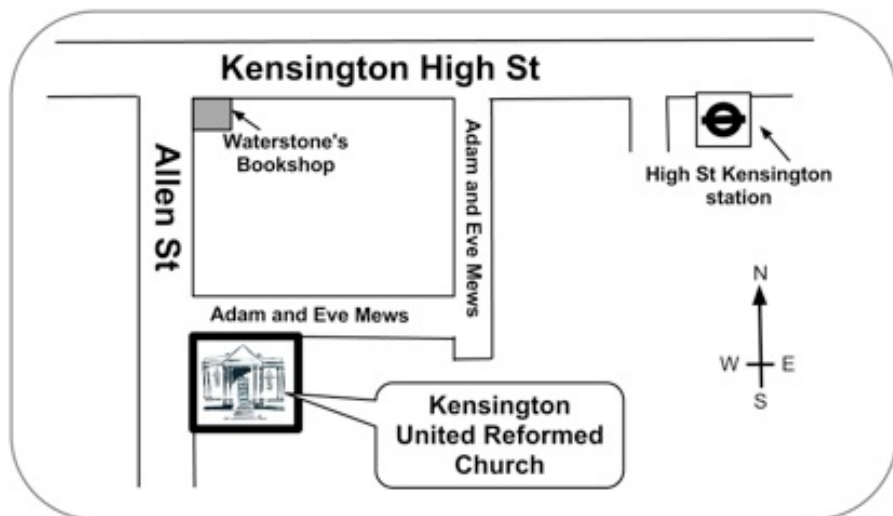 Kensington High St
Waterstone's
Bookshop
Allen St
Adam and Eve Mews
High St Kensington
station
Adam and Eve Mews
N
W E
S
Kensington
United Reformed
Church